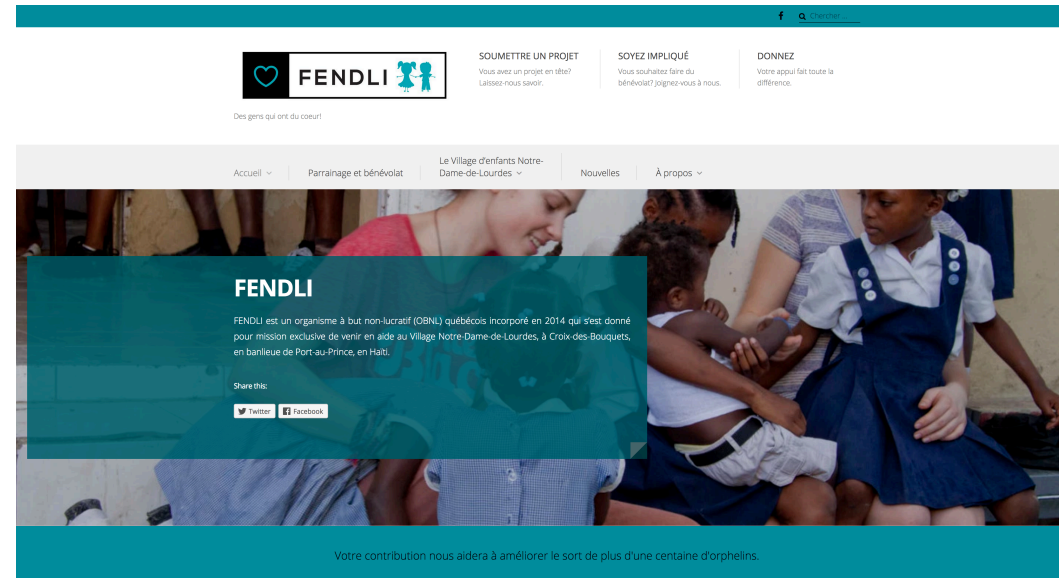 Chercher ...
FENDLI
SOUMETTRE UN PROJET
Vous avez un projet en tête?
Laissez-nous savoir.
SOYEZ IMPLIQUÉ
Vous souhaitez faire du
bénévolat? Joignez-vous à nous.
DONNEZ
Votre appui fait toute la
différence.
Des gens qui ont du coeur!
Accueil
Parrainage et bénévolat
Le Village d'enfants Notre-
Dame-de-Lourdes
Nouvelles
À propos
FENDLI
FENDLI est un organisme à but non-lucratif (OBNL) québécois incorporé en 2014 qui s'est donné
pour mission exclusive de venir en aide au Village Notre-Dame-de-Lourdes, à Croix-des-Bouquets,
en banlieue de Port-au-Prince, en Haïti.
Share this:
Twitter
Facebook
Votre contribution nous aidera à améliorer le sort de plus d'une centaine d'orphelins.